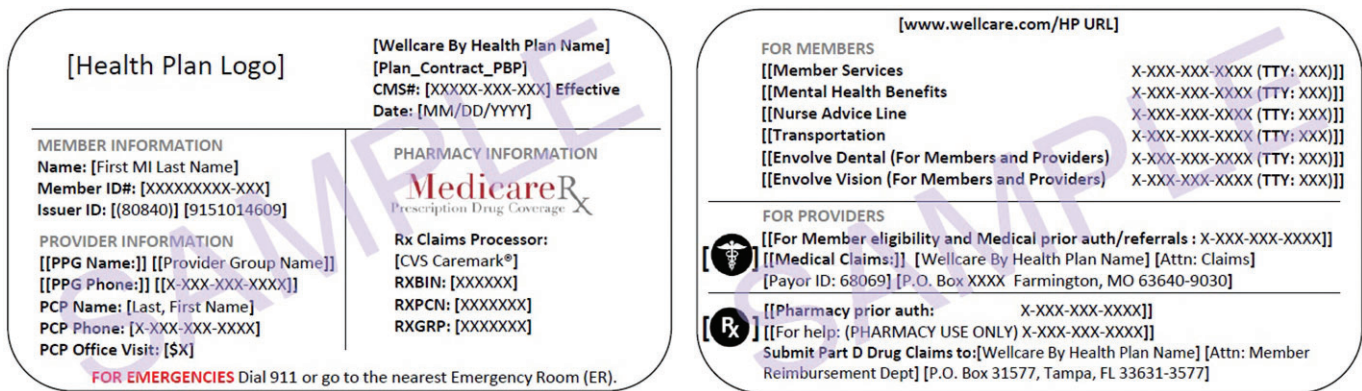 [Health Plan Logo]
[Wellcare By Health Plan Name]
[Plan_Contract_PBP]
CMS#: [XXXXX-XXX-XXX] Effective
Date: [MM/DD/YYYY]
MEMBER INFORMATION
Name: [First MI Last Name]
Member ID#: [XXXXXXXXX-XXX]
Issuer ID: [(80840)] [9151014609]
PROVIDER INFORMATION
[[PPG Name:]] [[Provider Group Name]]
[[PPG Phone:]] [[X-XXX-XXX-XXXX]]
PCP Name: [Last, First Name]
PCP Phone: [X-XXX-XXX-XXXX]
PCP Office Visit: [$X]
PHARMACY INFORMATION
MedicareRx
Prescription Drug Coverage
Rx Claims Processor:
[CVS Caremark®]
RXBIN: [XXXXXX]
RXPCN: [XXXXXXX]
RXGRP: [XXXXXXX]
FOR EMERGENCIES Dial 911 or go to the nearest Emergency Room (ER).
SAMPLE
[www.wellcare.com/HP URL]
FOR MEMBERS
[[Member Services X-XXX-XXX-XXXX (TTY: XXX)]]
[[Mental Health Benefits X-XXX-XXX-XXXX (TTY: XXX)]]
[[Nurse Advice Line X-XXX-XXX-XXXX (TTY: XXX)]]
[[Transportation X-XXX-XXX-XXXX (TTY: XXX)]]
[[Envolve Dental (For Members and Providers) X-XXX-XXX-XXXX (TTY: XXX)]]
[[Envolve Vision (For Members and Providers) X-XXX-XXX-XXXX (TTY: XXX)]]
FOR PROVIDERS
[[For Member eligibility and Medical prior auth/referrals : X-XXX-XXX-XXXX]]
[ ] [[Medical Claims:]] [Wellcare By Health Plan Name] [Attn: Claims]
[Payor ID: 68069] [P.O. Box XXXX Farmington, MO 63640-9030]
[[Pharmacy prior auth: X-XXX-XXX-XXXX]]
[Rx] [[For help: (PHARMACY USE ONLY) X-XXX-XXX-XXXX]]
Submit Part D Drug Claims to:[Wellcare By Health Plan Name] [Attn: Member
Reimbursement Dept] [P.O. Box 31577, Tampa, FL 33631-3577]
SAMPLE